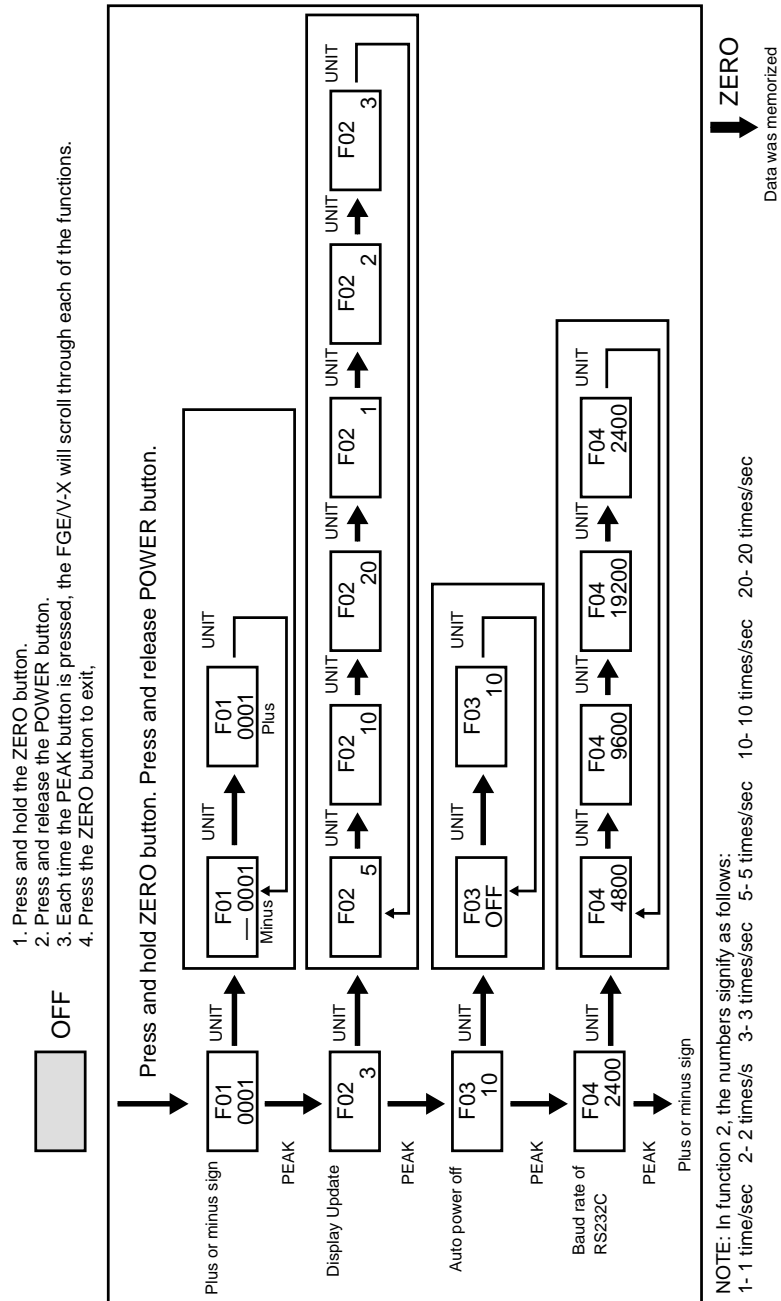 1. Press and hold the ZERO button.
2. Press and release the POWER button.
3. Each time the PEAK button is pressed, the FGE/V-X will scroll through each of the functions.
4. Press the ZERO button to exit,
OFF
Press and hold ZERO button. Press and release POWER button.
Plus or minus sign
F01
0001
UNIT
F01
— 0001
Minus
UNIT
F01
0001
Plus
UNIT
PEAK
Display Update
F02
3
UNIT
F02
5
UNIT
F02
10
UNIT
F02
20
UNIT
F02
1
UNIT
F02
2
UNIT
F02
3
UNIT
PEAK
Auto power off
F03
10
UNIT
F03
OFF
UNIT
F03
10
UNIT
PEAK
Baud rate of
RS232C
F04
2400
UNIT
F04
4800
UNIT
F04
9600
UNIT
F04
19200
UNIT
F04
2400
UNIT
PEAK
Plus or minus sign
ZERO
Data was memorized
NOTE: In function 2, the numbers signify as follows:
1- 1 time/sec 2- 2 times/s 3- 3 times/sec 5- 5 times/sec 10- 10 times/sec 20- 20 times/sec